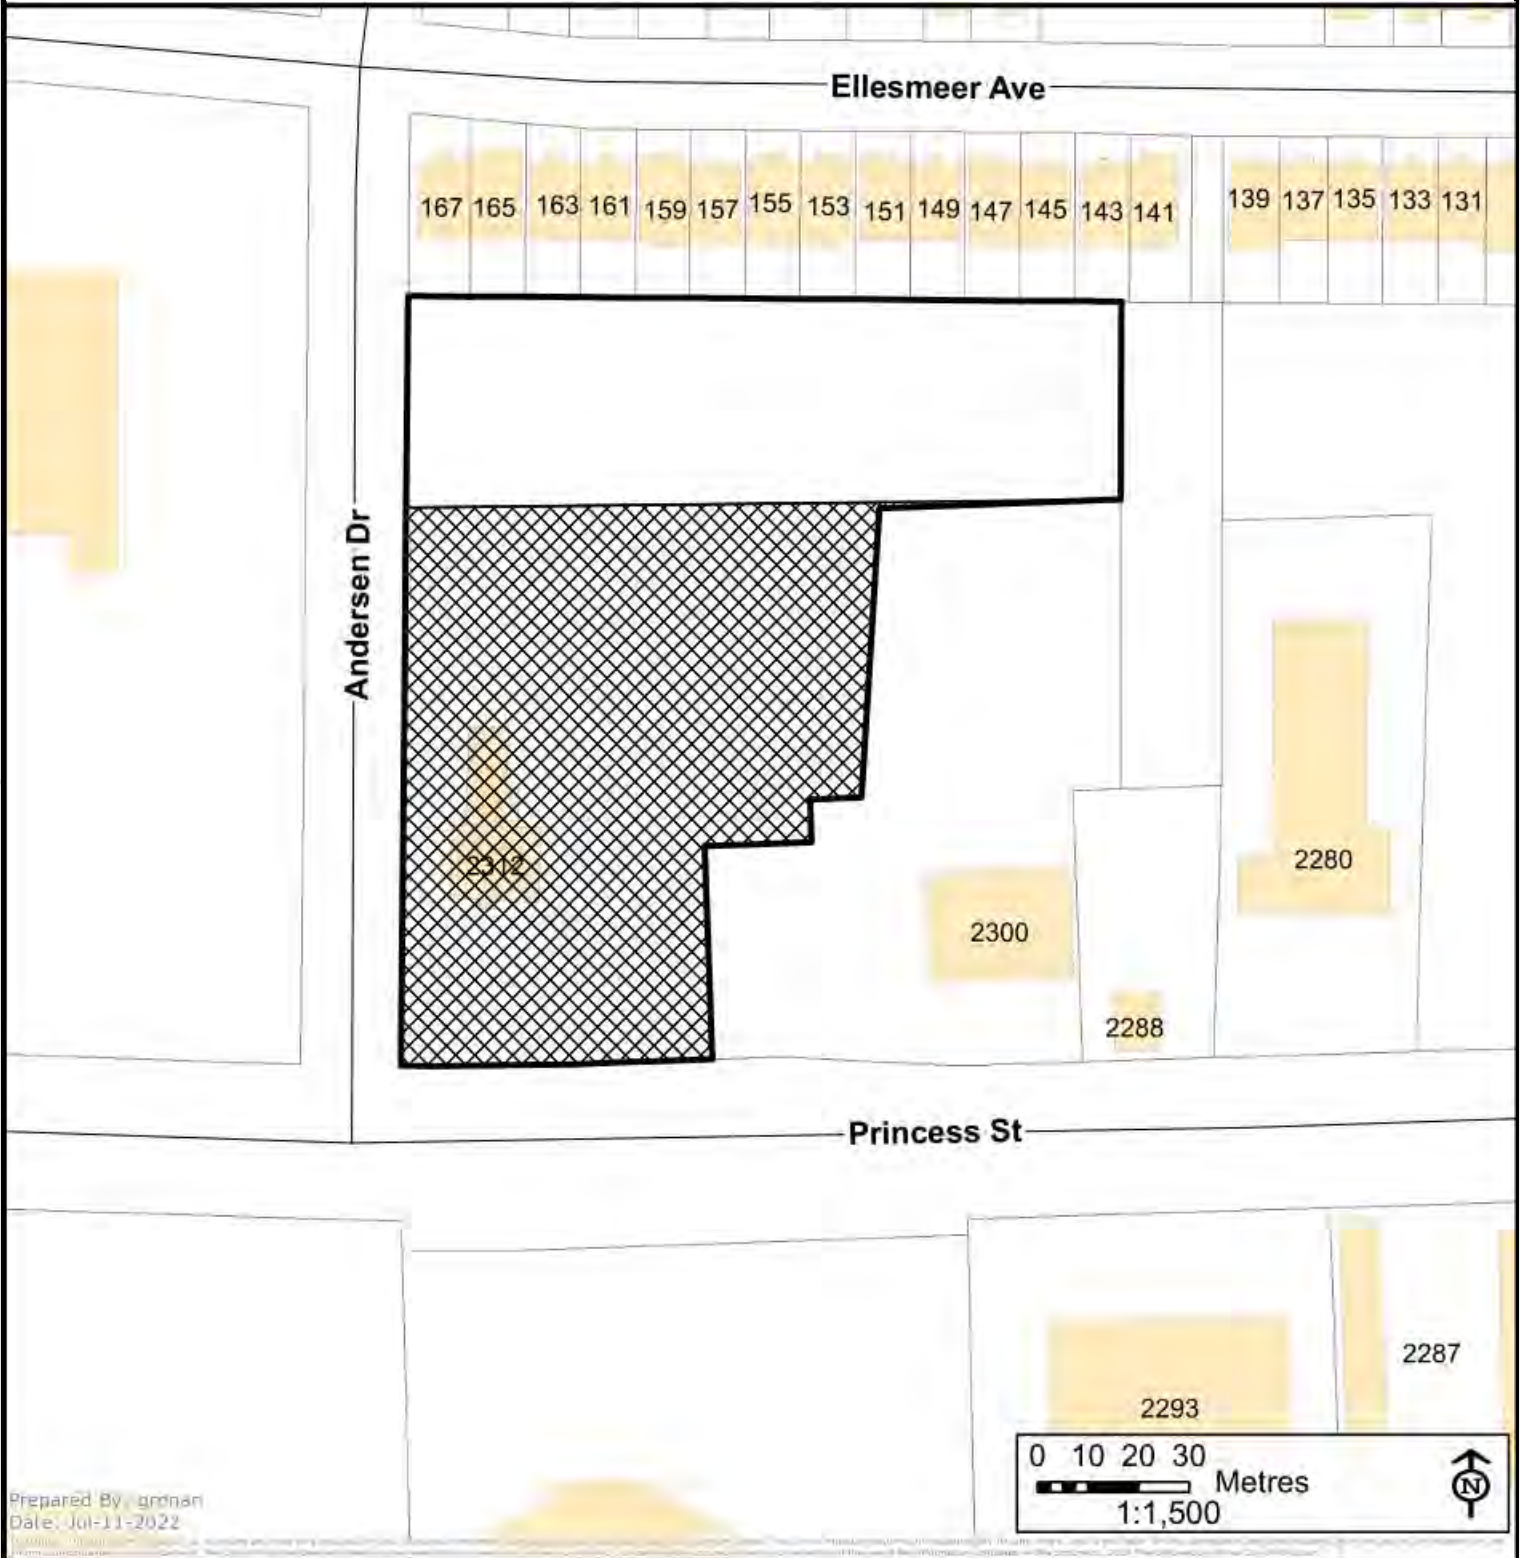 Ellesmeer Ave
167 165 163 161 159 157 155 153 151 149 147 145 143 141 139 137 135 133 131
Andersen Dr
2312
2280
2300
2288
Princess St
2287
2293
0 10 20 30
Metres
1:1,500
N
Prepared By: gronan
Date: Jul-11-2022